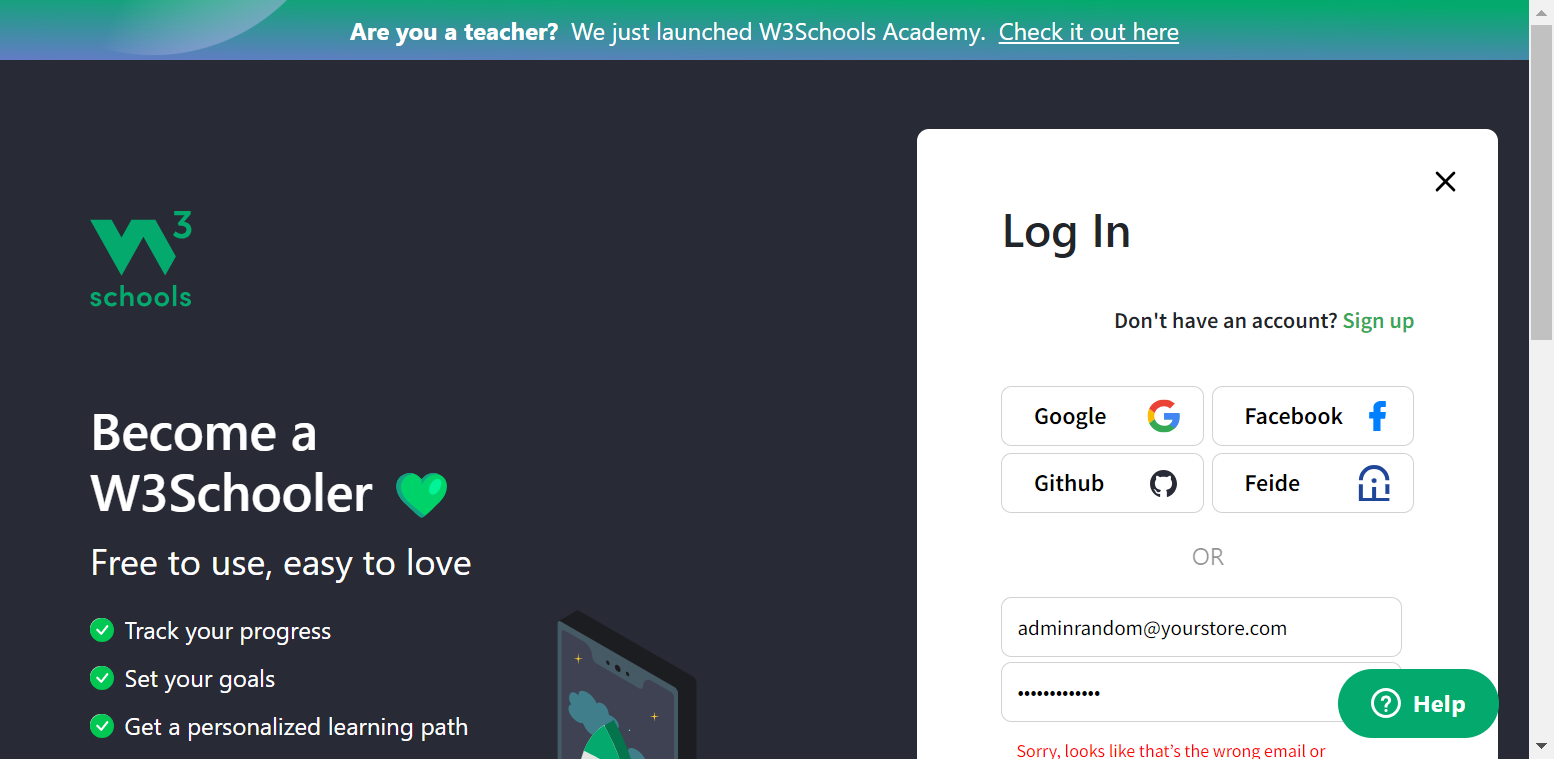 Are you a teacher? We just launched W3Schools Academy. Check it out here
W3
schools
Become a
W3Schooler
Free to use, easy to love
Track your progress
Set your goals
Get a personalized learning path
Log In
Don't have an account? Sign up
Google
Facebook
Github
Feide
OR
adminrandom@yourstore.com
•••••••••••••
Help
Sorry, looks like that’s the wrong email or